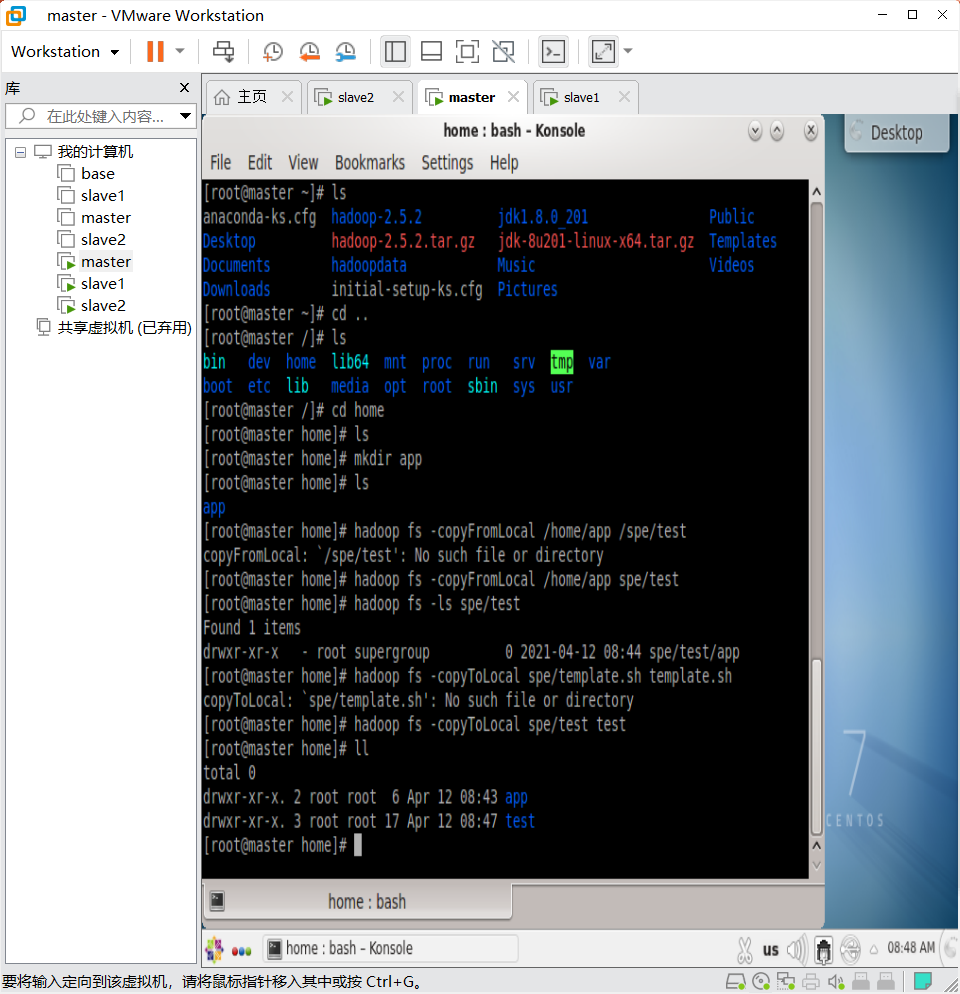 master - VMware Workstation
Workstation
库
主页
slave2
master
slave1
在此处键入内容...
我的计算机
base
slave1
master
slave2
master
slave1
slave2
共享虚拟机 (已弃用)
home : bash - Konsole
Desktop
File Edit View Bookmarks Settings Help
[root@master ~]# ls
anaconda-ks.cfg hadoop-2.5.2 jdk1.8.0_201 Public
Desktop hadoop-2.5.2.tar.gz jdk-8u201-linux-x64.tar.gz Templates
Documents hadoopdata Music Videos
Downloads initial-setup-ks.cfg Pictures
[root@master ~]# cd ..
[root@master /]# ls
bin dev home lib64 mnt proc run srv tmp var
boot etc lib media opt root sbin sys usr
[root@master /]# cd home
[root@master home]# ls
[root@master home]# mkdir app
[root@master home]# ls
app
[root@master home]# hadoop fs -copyFromLocal /home/app /spe/test
copyFromLocal: `/spe/test': No such file or directory
[root@master home]# hadoop fs -copyFromLocal /home/app spe/test
[root@master home]# hadoop fs -ls spe/test
Found 1 items
drwxr-xr-x - root supergroup 0 2021-04-12 08:44 spe/test/app
[root@master home]# hadoop fs -copyToLocal spe/template.sh template.sh
copyToLocal: `spe/template.sh': No such file or directory
[root@master home]# hadoop fs -copyToLocal spe/test test
[root@master home]# ll
total 0
drwxr-xr-x. 2 root root 6 Apr 12 08:43 app
drwxr-xr-x. 3 root root 17 Apr 12 08:47 test
[root@master home]#
7
CENTOS
home : bash
home : bash - Konsole
us
08:48 AM
要将输入定向到该虚拟机，请将鼠标指针移入其中或按 Ctrl+G。